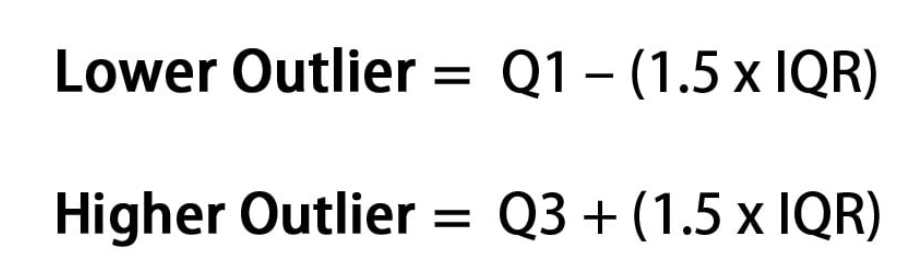 Lower Outlier = Q1 – (1.5 x IQR)
Higher Outlier = Q3 + (1.5 x IQR)